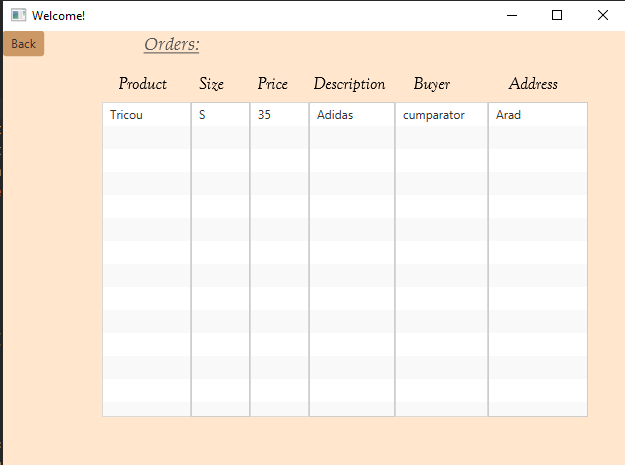 Welcome!
Back
Orders:
Product Size Price Description Buyer Address
Tricou S 35 Adidas cumparator Arad